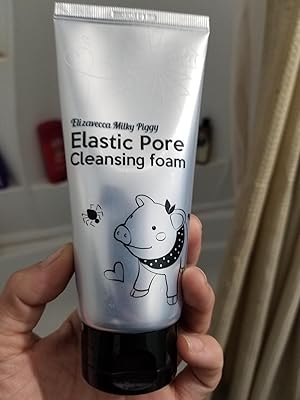 Elizavecca Milky Piggy
Elastic Pore
Cleansing foam